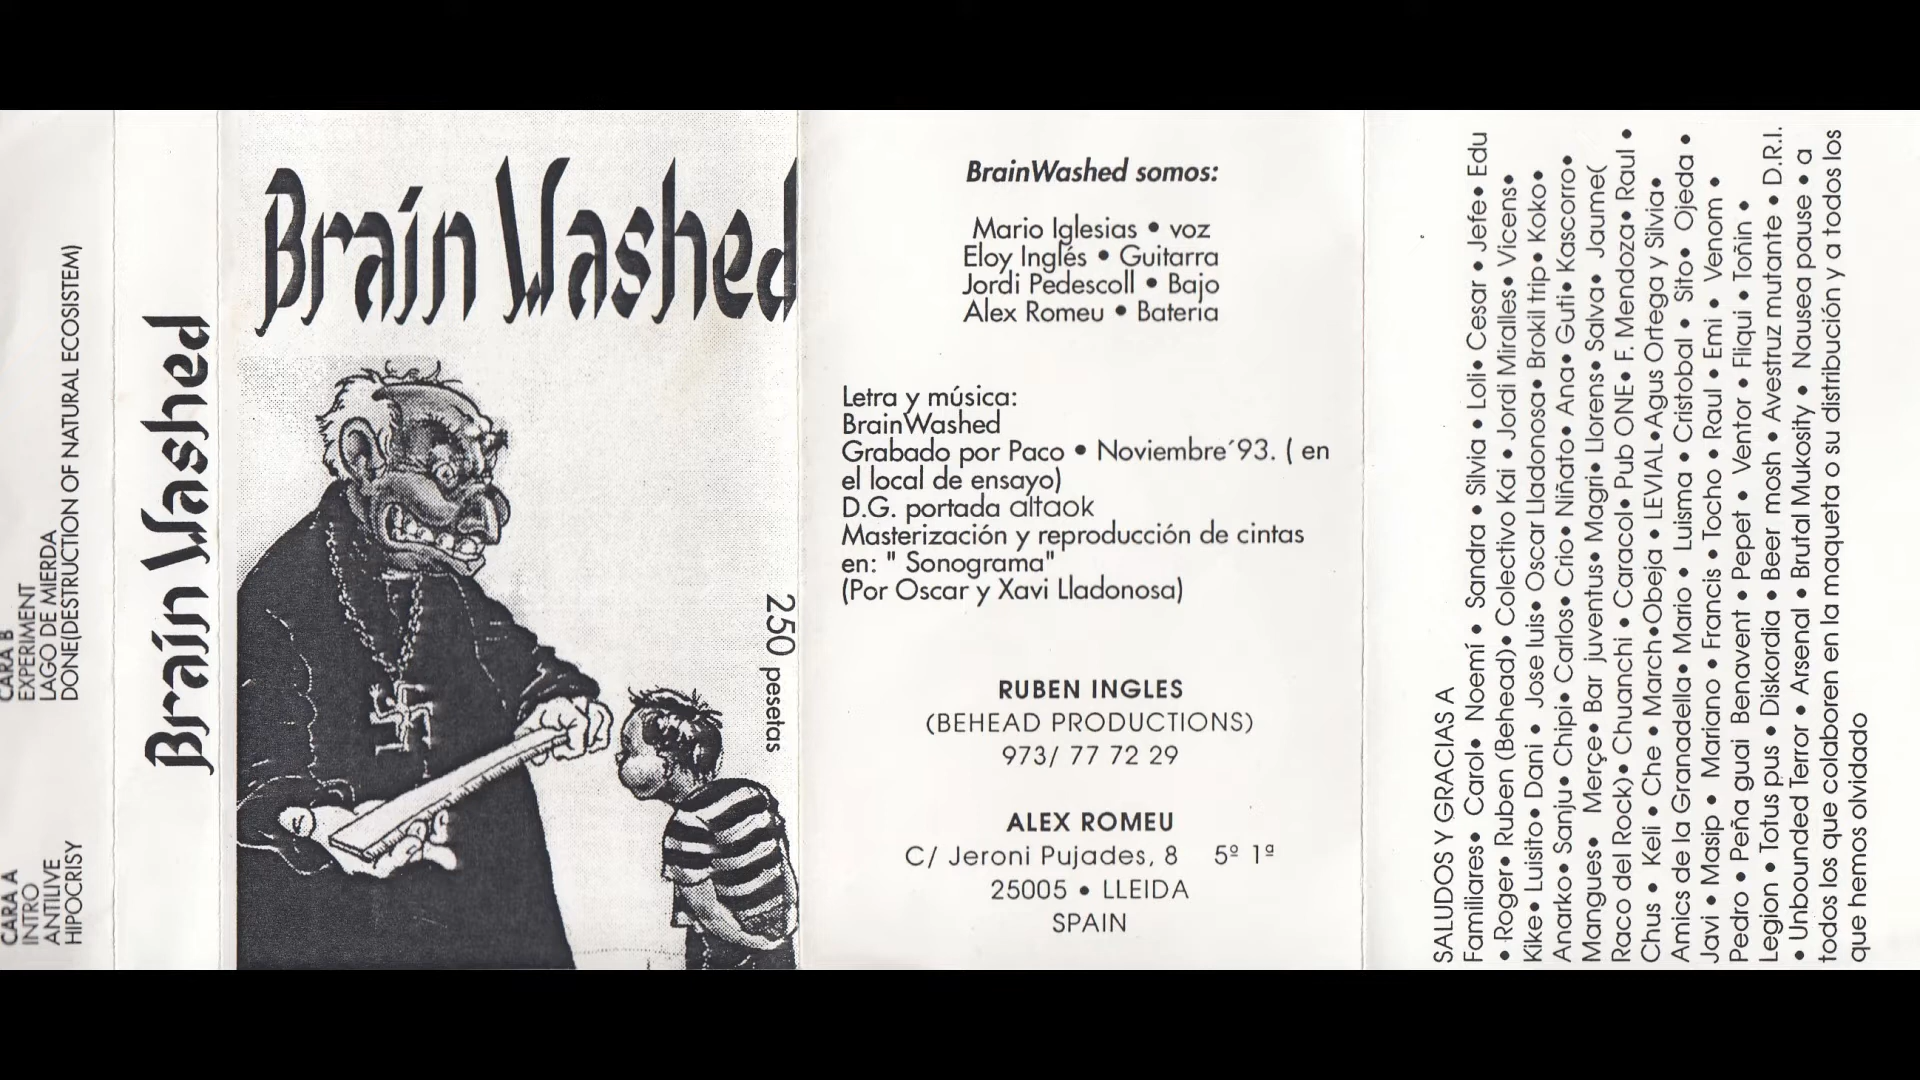 CARA A
INTRO
ANTILIVE
HIPOCRISY
CARA B
EXPERIMENT
LAGO DE MIERDA
DONE(DESTRUCTION OF NATURAL ECOSISTEM)
Brain Washed
Brain Washed
250 pesetas
BrainWashed somos:
Mario Iglesias • voz
Eloy Inglés • Guitarra
Jordi Pedescoll • Bajo
Alex Romeu • Bateria
Letra y música:
BrainWashed
Grabado por Paco • Noviembre´93. ( en
el local de ensayo)
D.G. portada altaok
Masterización y reproducción de cintas
en: " Sonograma"
(Por Oscar y Xavi Lladonosa)
RUBEN INGLES
(BEHEAD PRODUCTIONS)
973/ 77 72 29
ALEX ROMEU
C/ Jeroni Pujades, 8 5º 1ª
25005 • LLEIDA
SPAIN
SALUDOS Y GRACIAS A
Familiares• Carol• Noemí • Sandra • Silvia • Loli• Cesar • Jefe• Edu
• Roger• Ruben (Behead)• Colectivo Kai • Jordi Miralles• Vicens•
Kike• Luisito• Dani • Jose luis• Oscar Lladonosa• Brokil trip• Koko•
Anarko• Sanju• Chipi• Carlos• Crio• Niñato• Ana• Guti• Kascorro•
Mangues• Merçe• Bar juventus• Magri• Llorens• Salva• Jaume(
Raco del Rock)• Chuanchi • Caracol• Pub ONE• F. Mendoza• Raul •
Chus • Keli • Che • March•Obeja • LEVIAL•Agus Ortega y Silvia•
Amics de la Granadella• Mario • Luisma • Cristobal • Sito• Ojeda •
Javi • Masip • Mariano • Francis • Tocho • Raul • Emi • Venom •
Pedro • Peña guai Benavent • Pepet • Ventor • Fliqui • Toñin •
Legion • Totus pus • Diskordia • Beer mosh • Avestruz mutante • D.R.I.
• Unbounded Terror • Arsenal • Brutal Mukosity • Nausea pause • a
todos los que colaboren en la maqueta o su distribución y a todos los
que hemos olvidado